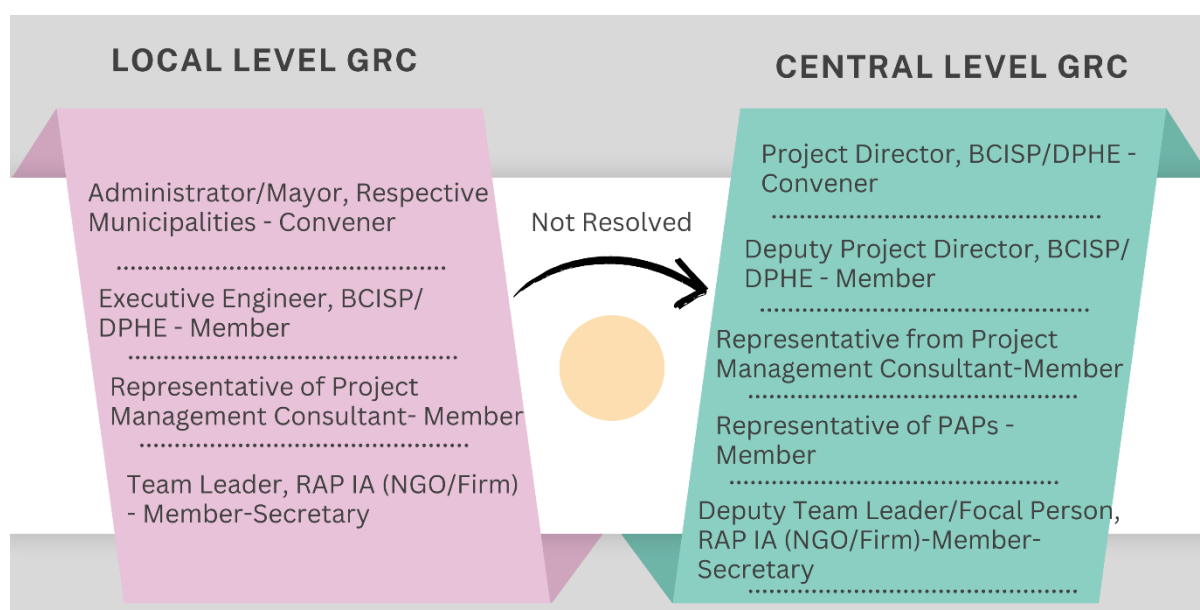 LOCAL LEVEL GRC
Administrator/Mayor, Respective
Municipalities - Convener
Executive Engineer, BCISP/
DPHE - Member
Representative of Project
Management Consultant- Member
Team Leader, RAP IA (NGO/Firm)
- Member-Secretary
Not Resolved
CENTRAL LEVEL GRC
Project Director, BCISP/DPHE -
Convener
Deputy Project Director, BCISP/
DPHE - Member
Representative from Project
Management Consultant-Member
Representative of PAPs -
Member
Deputy Team Leader/Focal Person,
RAP IA (NGO/Firm)-Member-
Secretary